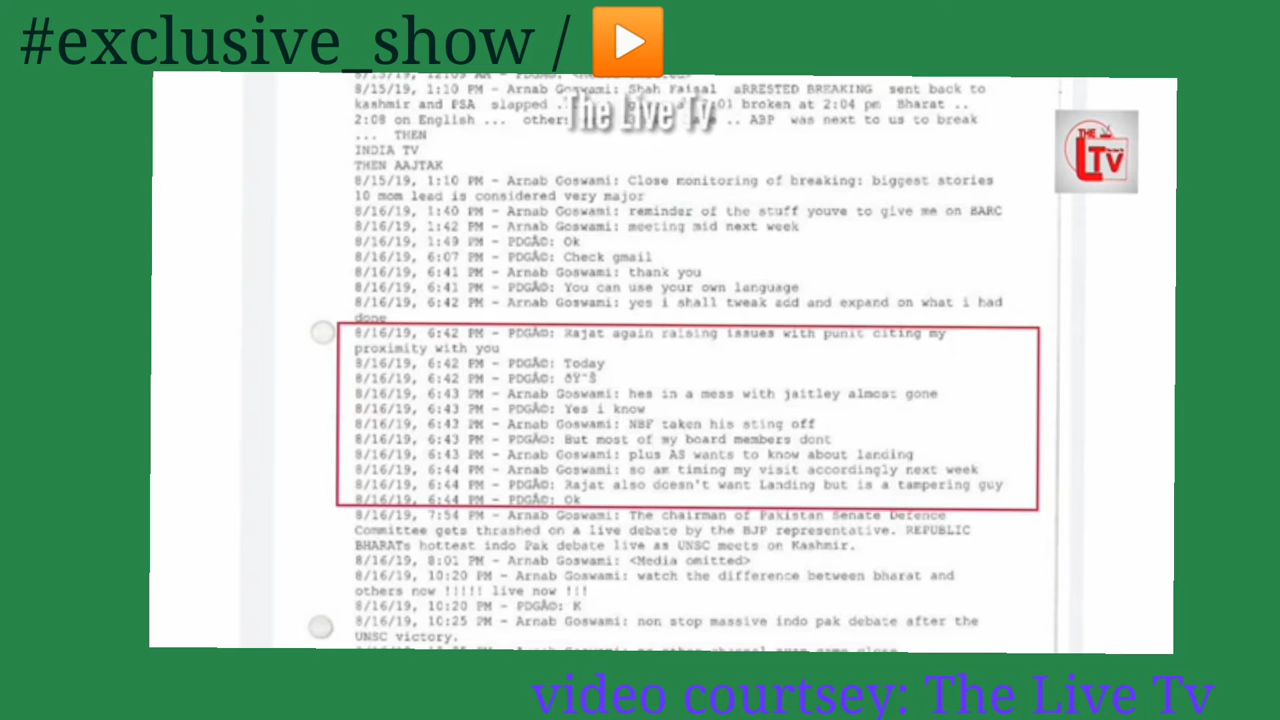 #exclusive_show / ▶
8/15/19, 12:09 AM - PDGÃ©: <Media omitted>
8/15/19, 1:10 PM - Arnab Goswami: Shah Faisal aRRESTED BREAKING sent back to
kashmir and PSA slapped .. 01 broken at 2:04 pm Bharat ..
2:08 on English ... other .. ABP was next to us to break
... THEN
INDIA TV
THEN AAJTAK
8/15/19, 1:10 PM - Arnab Goswami: Close monitoring of breaking: biggest stories
10 mom lead is considered very major
8/16/19, 1:40 PM - Arnab Goswami: reminder of the stuff youve to give me on BARC
8/16/19, 1:42 PM - Arnab Goswami: meeting mid next week
8/16/19, 1:49 PM - PDGÃ©: Ok
8/16/19, 6:07 PM - PDGÃ©: Check gmail
8/16/19, 6:41 PM - Arnab Goswami: thank you
8/16/19, 6:41 PM - PDGÃ©: You can use your own language
8/16/19, 6:42 PM - Arnab Goswami: yes i shall tweak add and expand on what i had
done
8/16/19, 6:42 PM - PDGÃ©: Rajat again raising issues with punit citing my
proximity with you
8/16/19, 6:42 PM - PDGÃ©: Today
8/16/19, 6:42 PM - PDGÃ©: ðŸ˜Š
8/16/19, 6:43 PM - Arnab Goswami: hes in a mess with jaitley almost gone
8/16/19, 6:43 PM - PDGÃ©: Yes i know
8/16/19, 6:43 PM - Arnab Goswami: NBF taken his sting off
8/16/19, 6:43 PM - PDGÃ©: But most of my board members dont
8/16/19, 6:43 PM - Arnab Goswami: plus AS wants to know about landing
8/16/19, 6:44 PM - Arnab Goswami: so am timing my visit accordingly next week
8/16/19, 6:44 PM - PDGÃ©: Rajat also doesn't want Landing but is a tampering guy
8/16/19, 6:44 PM - PDGÃ©: Ok
8/16/19, 7:54 PM - Arnab Goswami: The chairman of Pakistan Senate Defence
Committee gets thrashed on a live debate by the BJP representative. REPUBLIC
BHARATs hottest indo Pak debate live as UNSC meets on Kashmir.
8/16/19, 8:01 PM - Arnab Goswami: <Media omitted>
8/16/19, 10:20 PM - Arnab Goswami: watch the difference between bharat and
others now !!!!! live now !!!
8/16/19, 10:20 PM - PDGÃ©: K
8/16/19, 10:25 PM - Arnab Goswami: non stop massive indo pak debate after the
UNSC victory.
The Live Tv
THE
LTV
video courtsey: The Live Tv